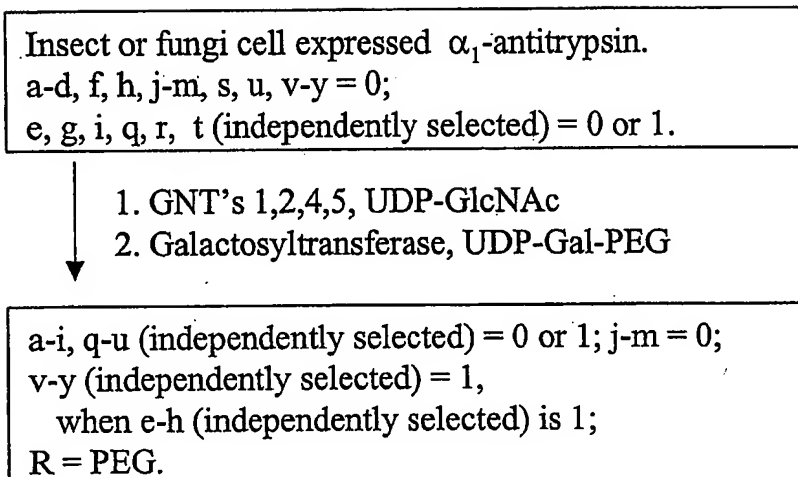 Insect or fungi cell expressed α₁-antitrypsin.
a-d, f, h, j-m, s, u, v-y = 0;
e, g, i, q, r, t (independently selected) = 0 or 1.
1. GNT's 1,2,4,5, UDP-GlcNAc
2. Galactosyltransferase, UDP-Gal-PEG
a-i, q-u (independently selected) = 0 or 1; j-m = 0;
v-y (independently selected) = 1,
when e-h (independently selected) is 1;
R = PEG.